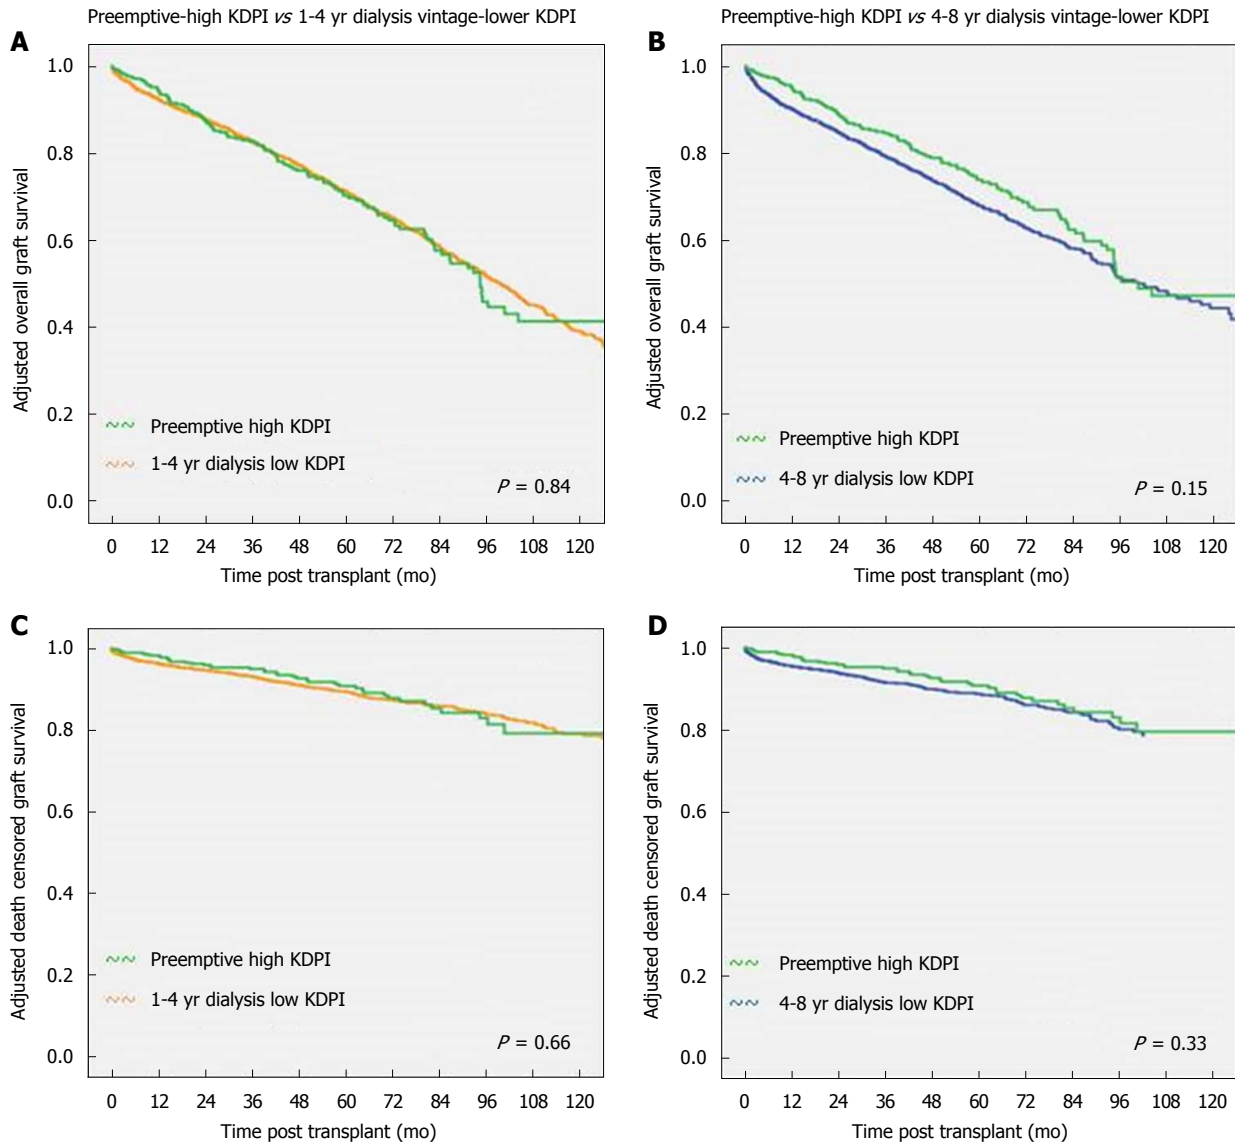 Preemptive-high KDPI vs 1-4 yr dialysis vintage-lower KDPI
A
Adjusted overall graft survival
1.0
0.8
0.6
0.4
0.2
0.0
Preemptive high KDPI
1-4 yr dialysis low KDPI
P = 0.84
0 12 24 36 48 60 72 84 96 108 120
Time post transplant (mo)
Preemptive-high KDPI vs 4-8 yr dialysis vintage-lower KDPI
B
Adjusted overall graft survival
1.0
0.8
0.6
0.4
0.2
0.0
Preemptive high KDPI
4-8 yr dialysis low KDPI
P = 0.15
0 12 24 36 48 60 72 84 96 108 120
Time post transplant (mo)
C
Adjusted death censored graft survival
1.0
0.8
0.6
0.4
0.2
0.0
Preemptive high KDPI
1-4 yr dialysis low KDPI
P = 0.66
0 12 24 36 48 60 72 84 96 108 120
Time post transplant (mo)
D
Adjusted death censored graft survival
1.0
0.8
0.6
0.4
0.2
0.0
Preemptive high KDPI
4-8 yr dialysis low KDPI
P = 0.33
0 12 24 36 48 60 72 84 96 108 120
Time post transplant (mo)